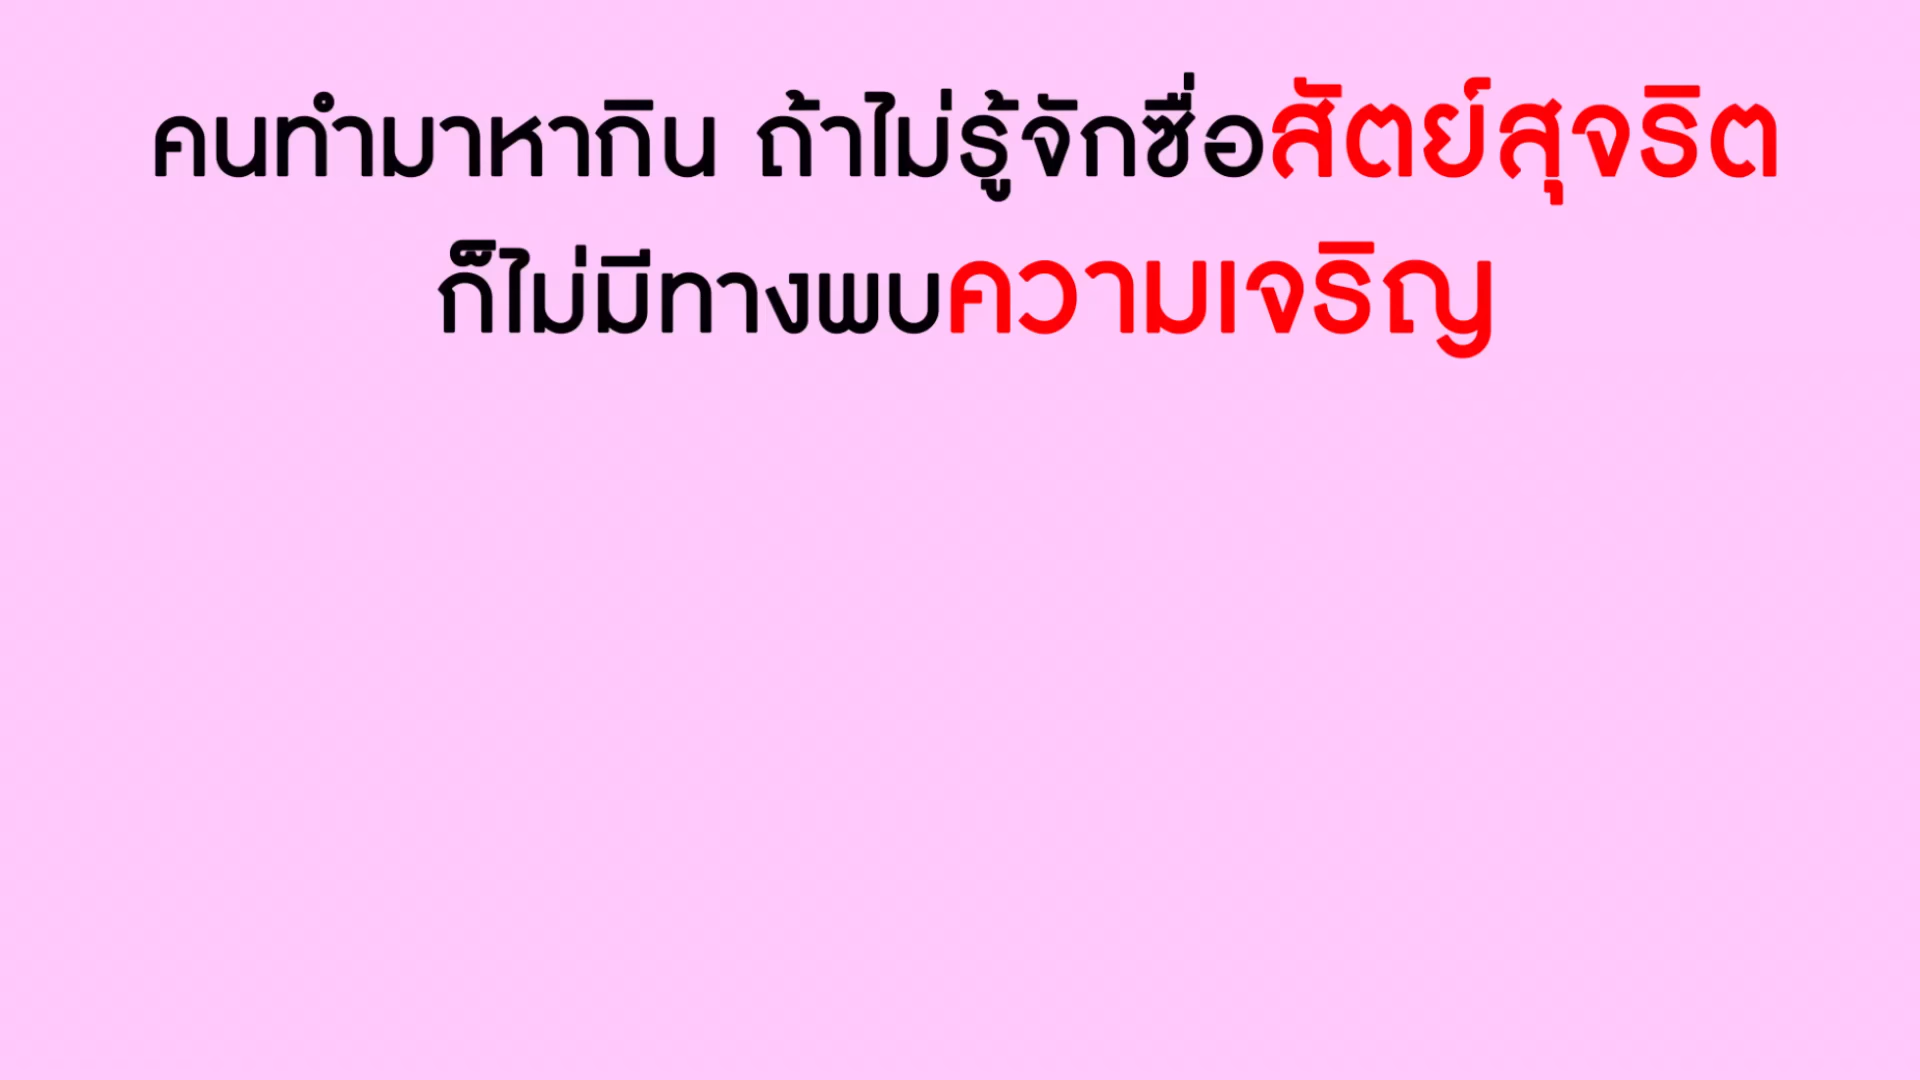 คนทำมาหากิน ถ้าไม่รู้จักซื่อสัตย์สุจริต
ก็ไม่มีทางพบความเจริญ